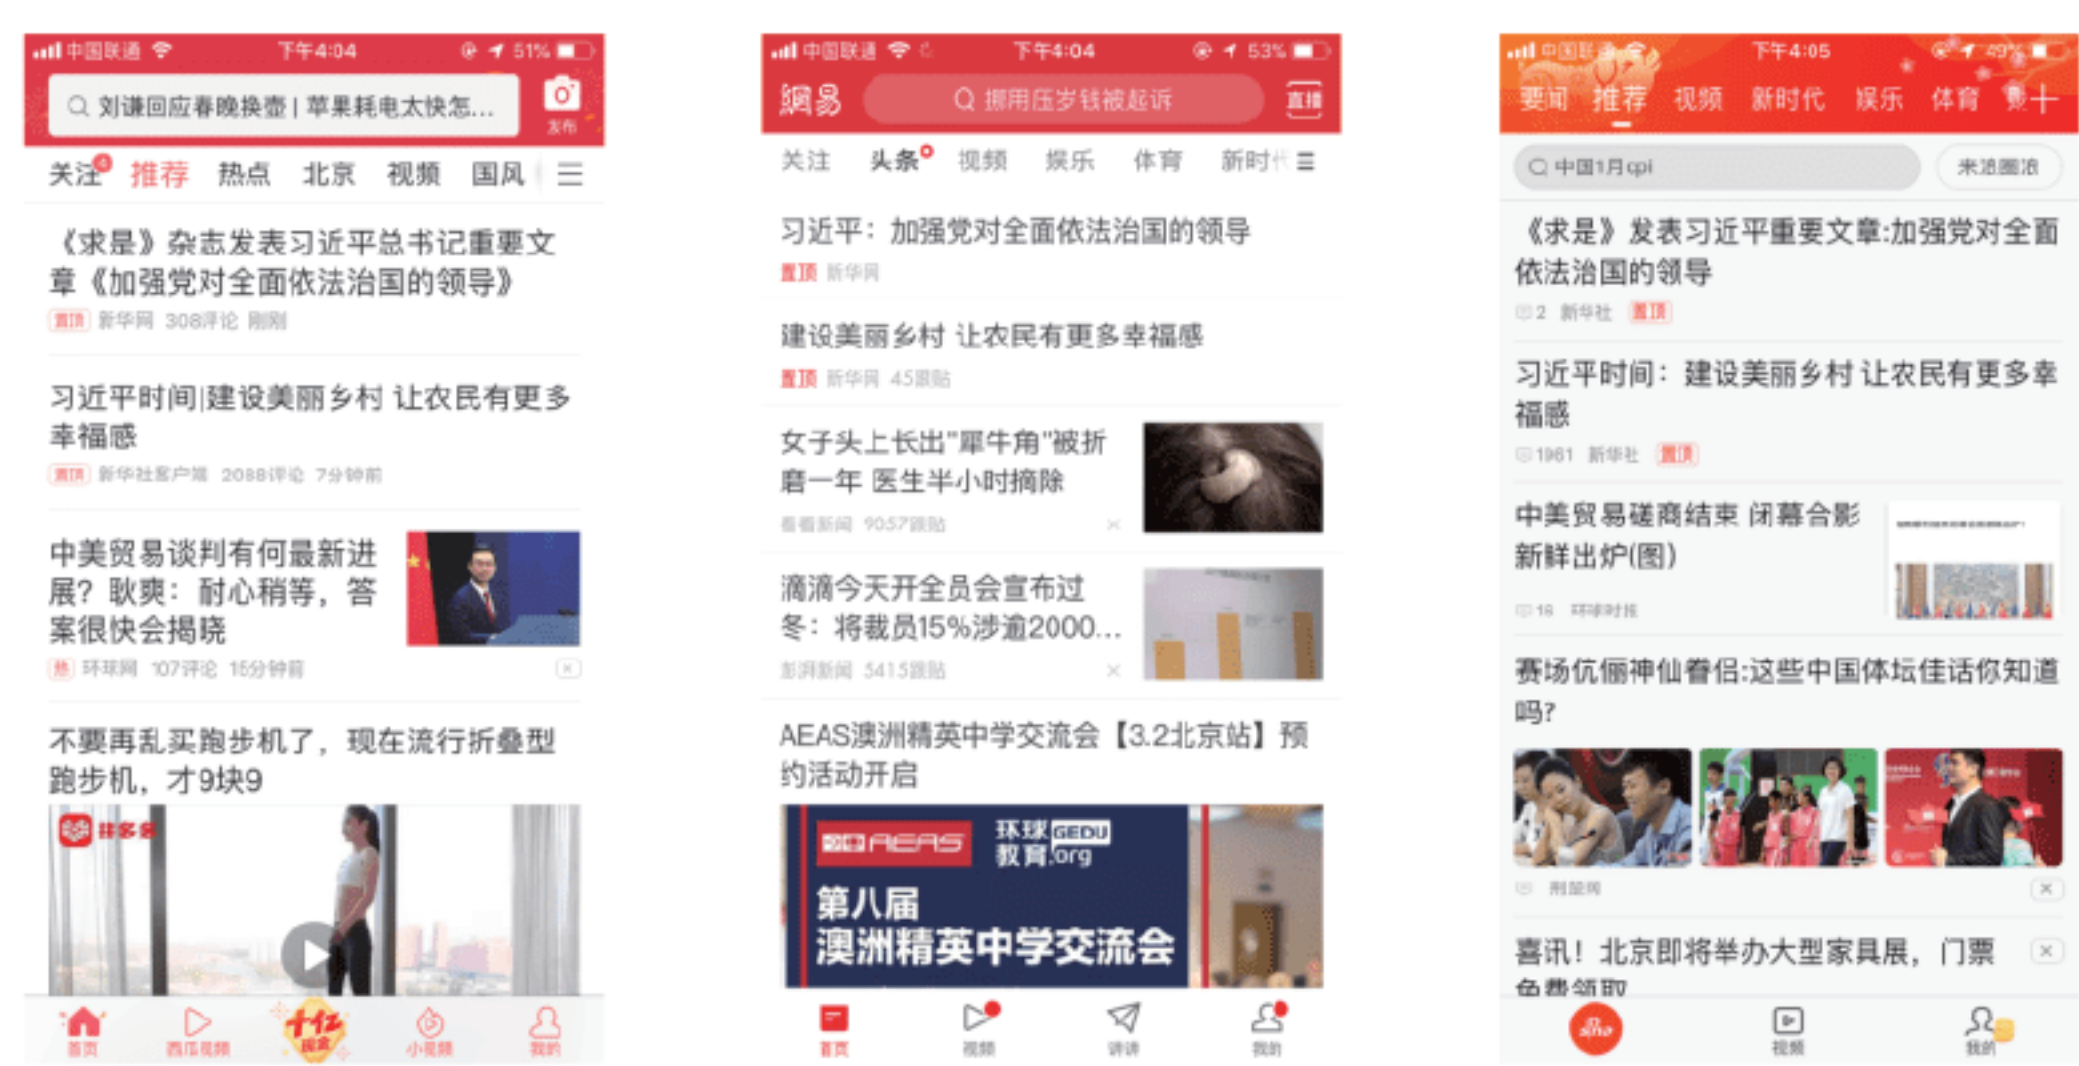 中国联通
下午4:04
51%
刘谦回应春晚换壶 | 苹果耗电太快怎...
发布
关注
4
推荐
热点
北京
视频
国风
《求是》杂志发表习近平总书记重要文
章《加强党对全面依法治国的领导》
置顶 新华网 308评论 刚刚
习近平时间|建设美丽乡村 让农民有更多
幸福感
置顶 新华社客户端 2088评论 7分钟前
中美贸易谈判有何最新进
展？耿爽：耐心稍等，答
案很快会揭晓
热 环球网 107评论 15分钟前
不要再乱买跑步机了，现在流行折叠型
跑步机，才9块9
拼多多
首页
西瓜视频
十亿
现金
小视频
我的
中国联通
下午4:04
53%
網易
挪用压岁钱被起诉
直播
关注
头条
视频
娱乐
体育
新时代
习近平：加强党对全面依法治国的领导
置顶 新华网
建设美丽乡村 让农民有更多幸福感
置顶 新华网 45跟贴
女子头上长出"犀牛角"被折
磨一年 医生半小时摘除
看看新闻 9057跟贴
滴滴今天开全员会宣布过
冬：将裁员15%涉逾2000...
澎湃新闻 5415跟贴
AEAS澳洲精英中学交流会【3.2北京站】预
约活动开启
AEAS
环球 GEDU
教育.org
第八届
澳洲精英中学交流会
首页
视频
讲讲
我的
中国联通
下午4:05
49%
要闻
推荐
视频
新时代
娱乐
体育
中国1月cpi
来浪圈浪
《求是》发表习近平重要文章:加强党对全面
依法治国的领导
2 新华社 置顶
习近平时间：建设美丽乡村 让农民有更多幸
福感
1961 新华社 置顶
中美贸易磋商结束 闭幕合影
新鲜出炉(图)
16 环球时报
赛场伉俪神仙眷侣:这些中国体坛佳话你知道
吗?
荆楚网
喜讯！北京即将举办大型家具展，门票
免费领取
sina
视频
我的